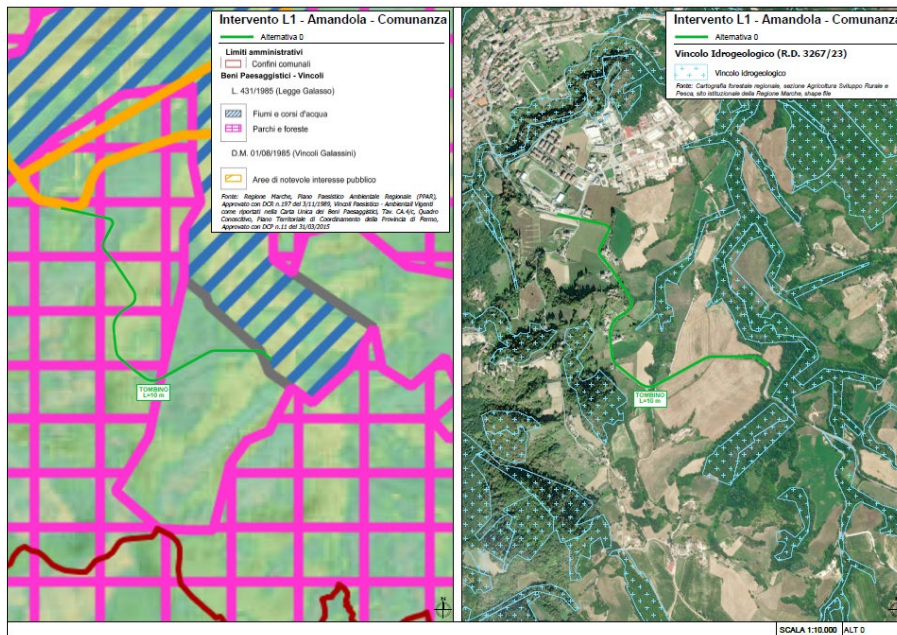 Intervento L1 - Amandola - Comunanza
Alternativa 0
Limiti amministrativi
Confini comunali
Beni Paesaggistici - Vincoli
L. 431/1985 (Legge Galasso)
Fiumi e corsi d'acqua
Parchi e foreste
D.M. 01/08/1985 (Vincoli Galassini)
Aree di notevole interesse pubblico
Fonte: Regione Marche, Piano Paesistico Ambientale Regionale (PPAR),
Approvato con DCR n.197 del 3/11/1989, Vincoli Paesistico - Ambientali Vigenti
come riportati nella Carta Unica dei Beni Paesaggistici, Tav. CA.4/c, Quadro
Conoscitivo, Piano Territoriale di Coordinamento della Provincia di Fermo,
Approvato con DCP n.11 del 31/03/2015
TOMBINO
L=10 m
N
Intervento L1 - Amandola - Comunanza
Alternativa 0
Vincolo Idrogeologico (R.D. 3267/23)
Vincolo Idrogeologico
Fonte: Cartografia forestale regionale, sezione Agricoltura Sviluppo Rurale e
Pesca, sito istituzionale della Regione Marche, shape file
TOMBINO
L=10 m
N
SCALA 1:10.000 ALT 0